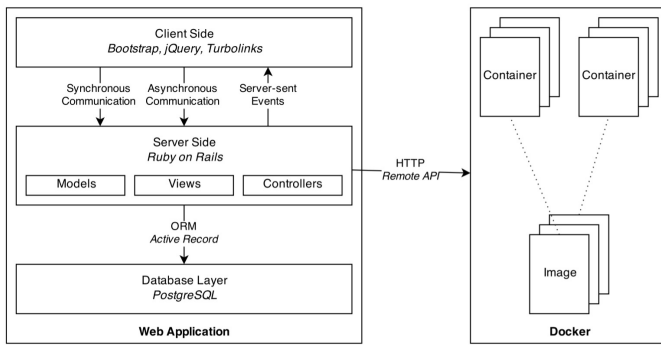 Client Side
Bootstrap, jQuery, Turbolinks
Synchronous
Communication
Asynchronous
Communication
Server-sent
Events
Server Side
Ruby on Rails
Models
Views
Controllers
ORM
Active Record
Database Layer
PostgreSQL
Web Application
HTTP
Remote API
Container
Container
Image
Docker